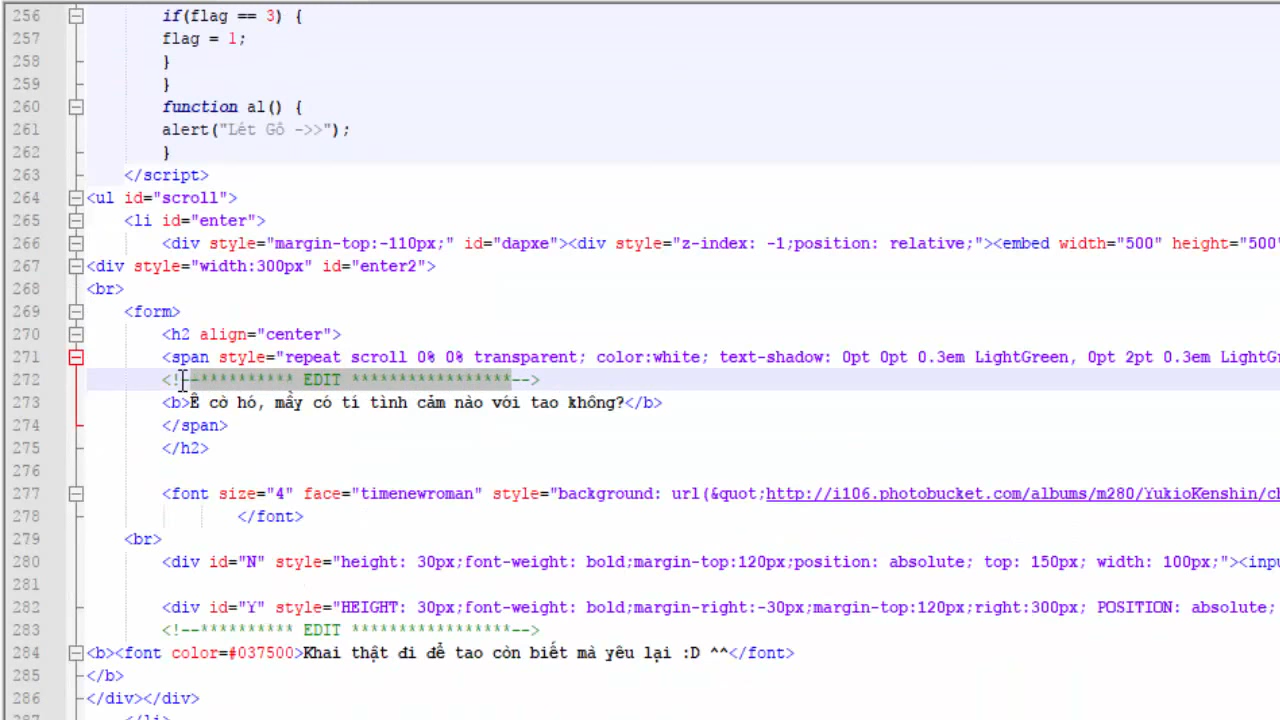 256 if(flag == 3) {
257 flag = 1;
258 }
259 }
260 function al() {
261 alert("Lét Gô ->>");
262 }
263 </script>
264 <ul id="scroll">
265 <li id="enter">
266 <div style="margin-top:-110px;" id="dapxe"><div style="z-index: -1;position: relative;"><embed width="500" height="500"
267 <div style="width:300px" id="enter2">
268 <br>
269 <form>
270 <h2 align="center">
271 <span style="repeat scroll 0% 0% transparent; color:white; text-shadow: 0pt 0pt 0.3em LightGreen, 0pt 2pt 0.3em LightG
272 <!--********** EDIT *****************-->
273 <b>Ê cờ hó, mầy có tí tình cảm nào với tao không?</b>
274 </span>
275 </h2>
276
277 <font size="4" face="timenewroman" style="background: url(&quot;http://i106.photobucket.com/albums/m280/YukioKenshin/ch
278 </font>
279 <br>
280 <div id="N" style="height: 30px;font-weight: bold;margin-top:120px;position: absolute; top: 150px; width: 100px;"><inpu
281
282 <div id="Y" style="HEIGHT: 30px;font-weight: bold;margin-right:-30px;margin-top:120px;right:300px; POSITION: absolute;
283 <!--********** EDIT *****************-->
284 <b><font color=#037500>Khai thật đi để tao còn biết mà yêu lại :D ^^</font>
285 </b>
286 </div></div>
287 </li>